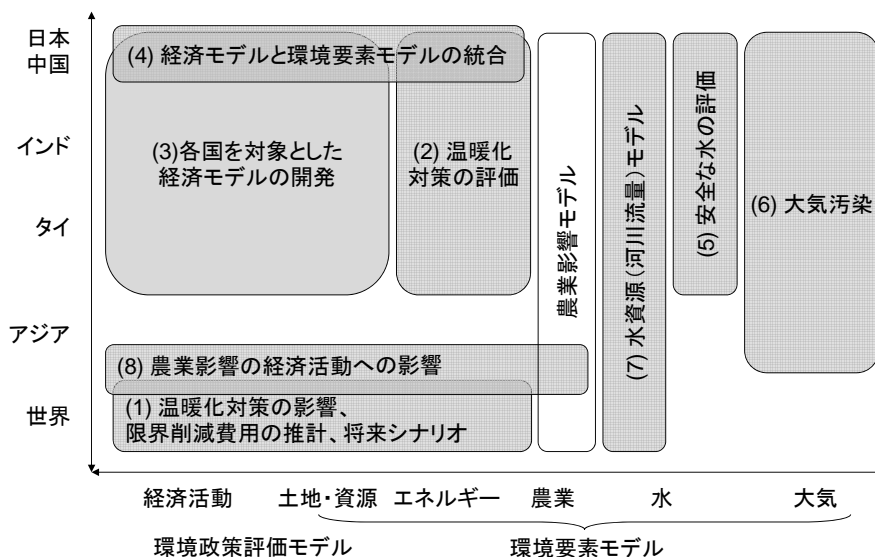 日本
中国
インド
タイ
アジア
世界
(4) 経済モデルと環境要素モデルの統合
(3)各国を対象とした
経済モデルの開発
(2) 温暖化
対策の評価
農業影響モデル
(7) 水資源(河川流量)モデル
(5) 安全な水の評価
(6) 大気汚染
(8) 農業影響の経済活動への影響
(1) 温暖化対策の影響、
限界削減費用の推計、将来シナリオ
経済活動 土地・資源 エネルギー 農業 水 大気
環境政策評価モデル 環境要素モデル